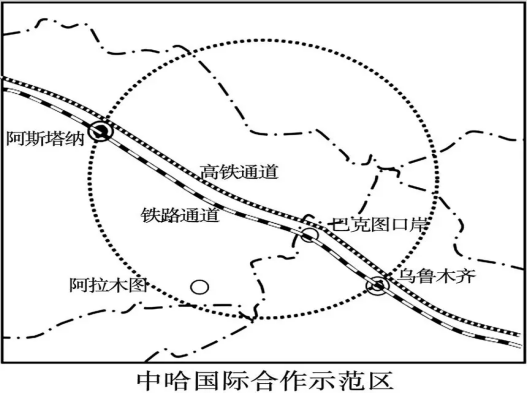 阿斯塔纳
高铁通道
铁路通道
巴克图口岸
阿拉木图
乌鲁木齐
中哈国际合作示范区